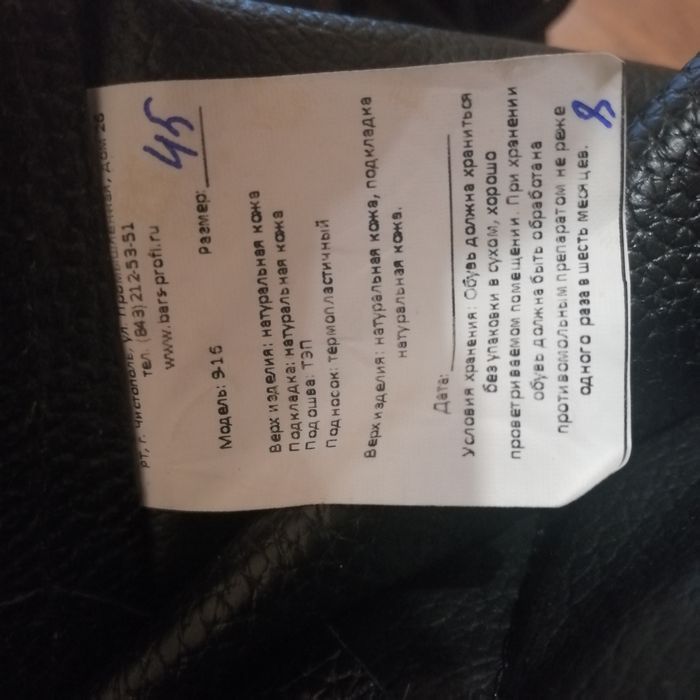 РТ, г. Чистополь, ул. Промышленная, дом 26
тел. (843) 212-53-51
www.bars-profi.ru
Модель: 9-16 Размер: 45
Верх изделия: натуральная кожа
Подкладка: натуральная кожа
Подошва: ТЭП
Подносок: термопластичный
Верх изделия: натуральная кожа, подкладка
натуральная кожа.
Дата:
Условия хранения: Обувь должна храниться
без упаковки в сухом, хорошо
проветриваемом помещении. При хранении
обувь должна быть обработана
противомольным препаратом не реже
одного раза в шесть месяцев. 8